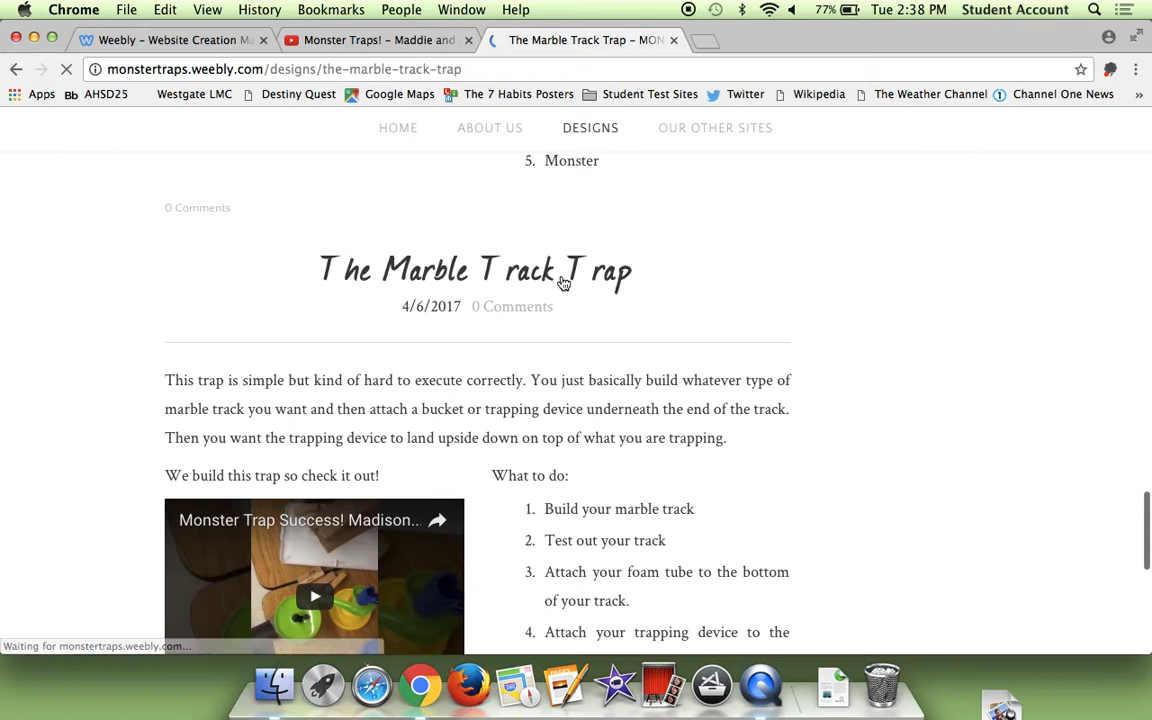 Chrome File Edit View History Bookmarks People Window Help 77% Tue 2:38 PM Student Account
Weebly - Website Creation Ma Monster Traps! - Maddie and The Marble Track Trap - MON
monstertraps.weebly.com/designs/the-marble-track-trap
Apps Bb AHSD25 Westgate LMC Destiny Quest Google Maps The 7 Habits Posters Student Test Sites Twitter Wikipedia The Weather Channel Channel One News »
HOME ABOUT US DESIGNS OUR OTHER SITES
5. Monster
0 Comments
The Marble Track Trap
4/6/2017 0 Comments
This trap is simple but kind of hard to execute correctly. You just basically build whatever type of
marble track you want and then attach a bucket or trapping device underneath the end of the track.
Then you want the trapping device to land upside down on top of what you are trapping.
We build this trap so check it out!
Monster Trap Success! Madison...
What to do:
1. Build your marble track
2. Test out your track
3. Attach your foam tube to the bottom
of your track.
4. Attach your trapping device to the
Waiting for monstertraps.weebly.com...